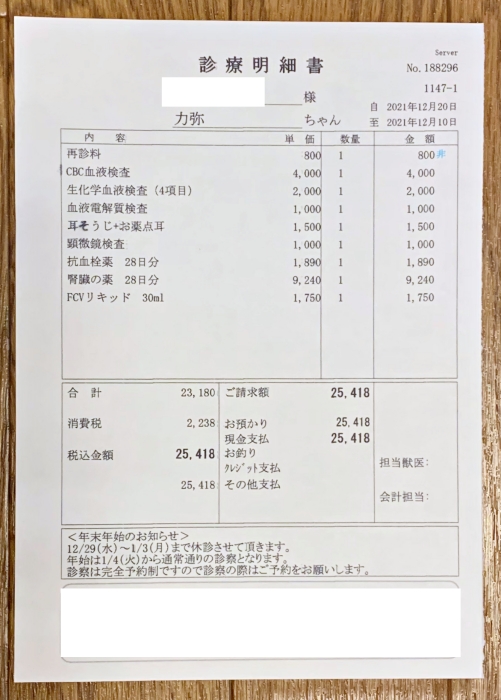 Server
診療明細書
No. 188296
1147-1
様
自 2021年12月20日
力弥 ちゃん
至 2021年12月10日
内 容 単 価 数量 金 額
再診料 800 1 800 非
CBC血液検査 4,000 1 4,000
生化学血液検査(4項目) 2,000 1 2,000
血液電解質検査 1,000 1 1,000
耳そうじ+お薬点耳 1,500 1 1,500
顕微鏡検査 1,000 1 1,000
抗血栓薬 28日分 1,890 1 1,890
腎臓の薬 28日分 9,240 1 9,240
FCVリキッド 30ml 1,750 1 1,750
合 計 23,180 ご請求額 25,418
消費税 2,238 お預かり 25,418
現金支払 25,418
税込金額 25,418 お釣り
クレジット支払
担当獣医:
25,418 その他支払
会計担当:
<年末年始のお知らせ>
12/29(水)～1/3(月)まで休診させて頂きます。
年始は1/4(火)から通常通りの診察となります。
診察は完全予約制ですので診察の際はご予約をお願いします。